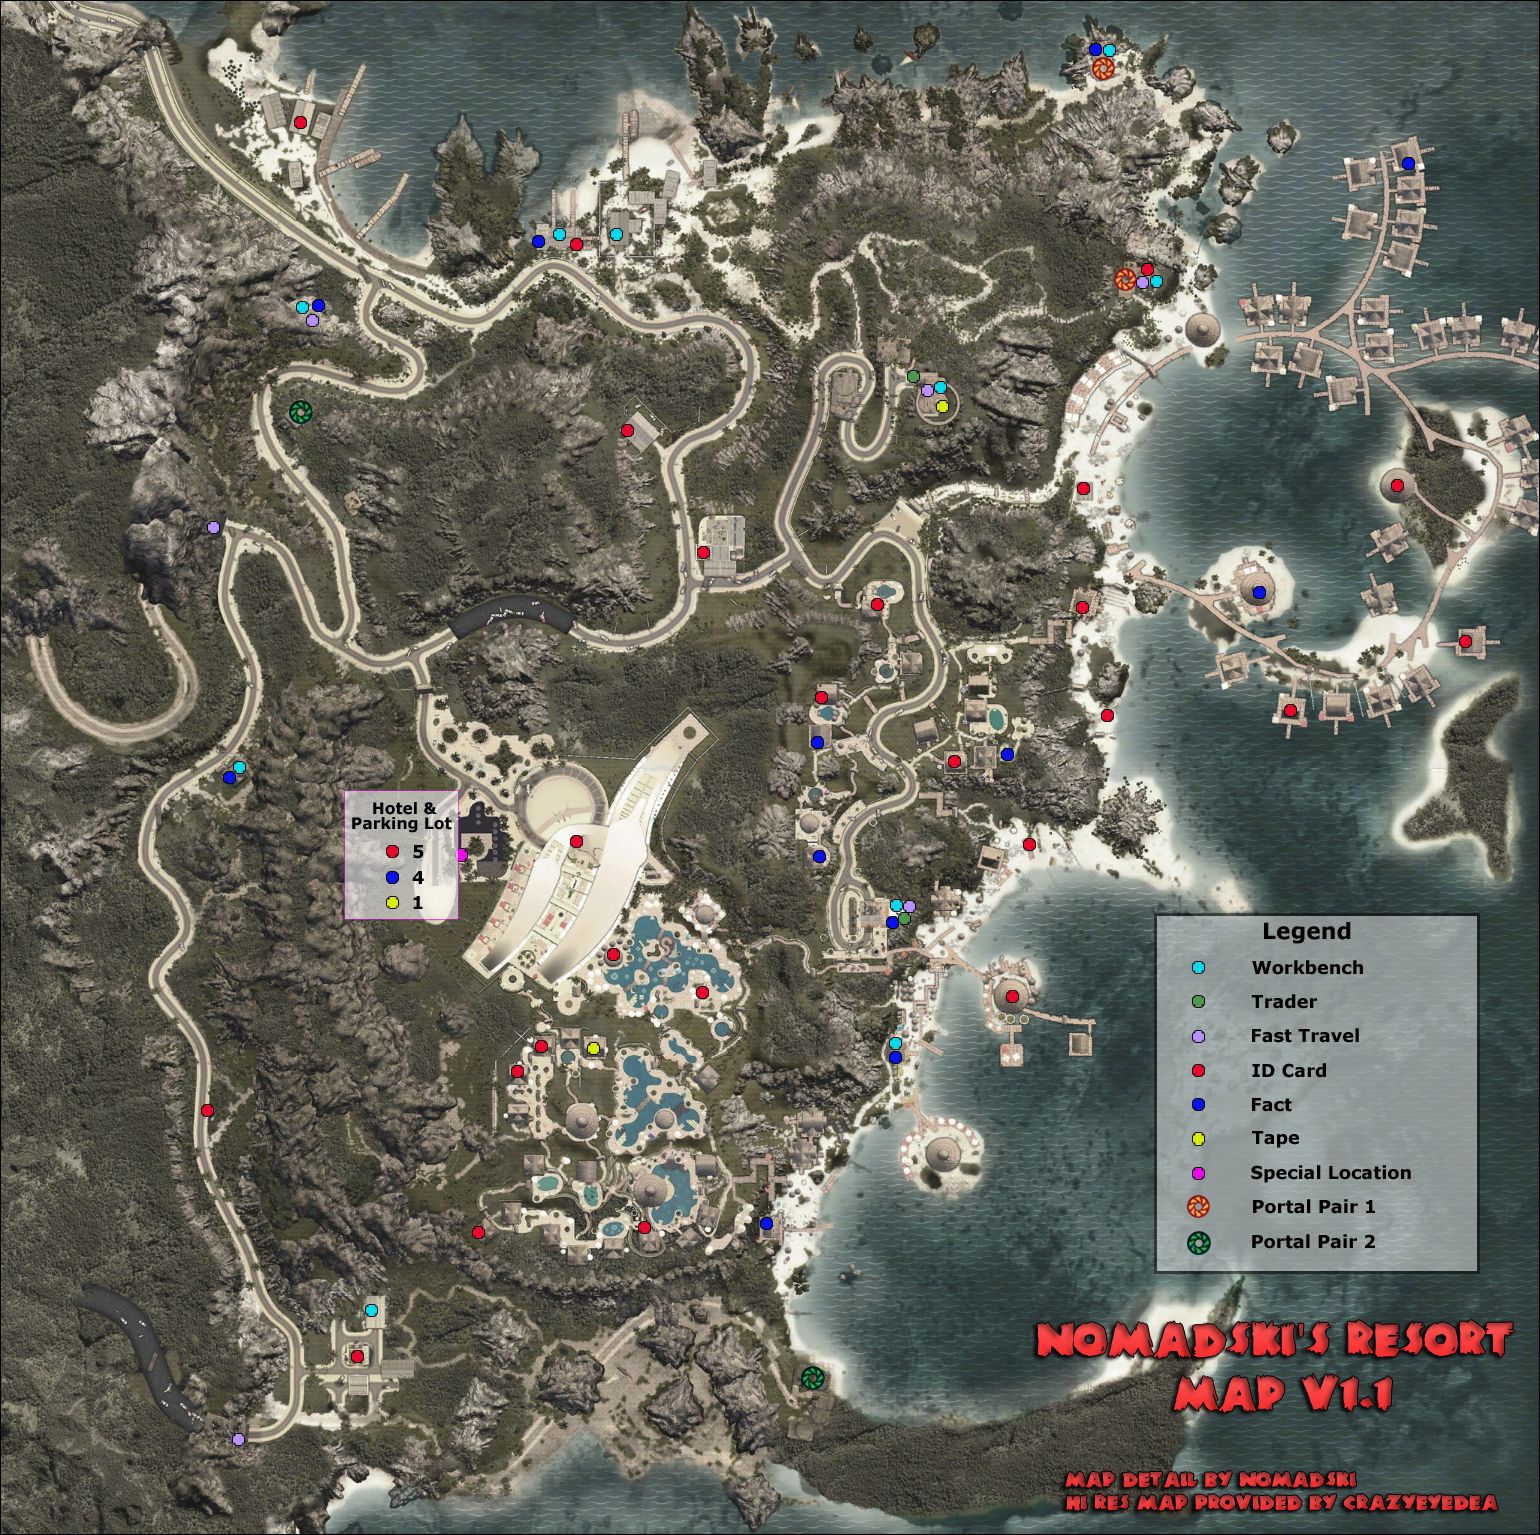 Hotel &
Parking Lot
5
4
1
Legend
Workbench
Trader
Fast Travel
ID Card
Fact
Tape
Special Location
Portal Pair 1
Portal Pair 2
NOMADSKI'S RESORT
MAP V1.1
MAP DETAIL BY NOMADSKI
HI RES MAP PROVIDED BY CRAZYEYEDEA